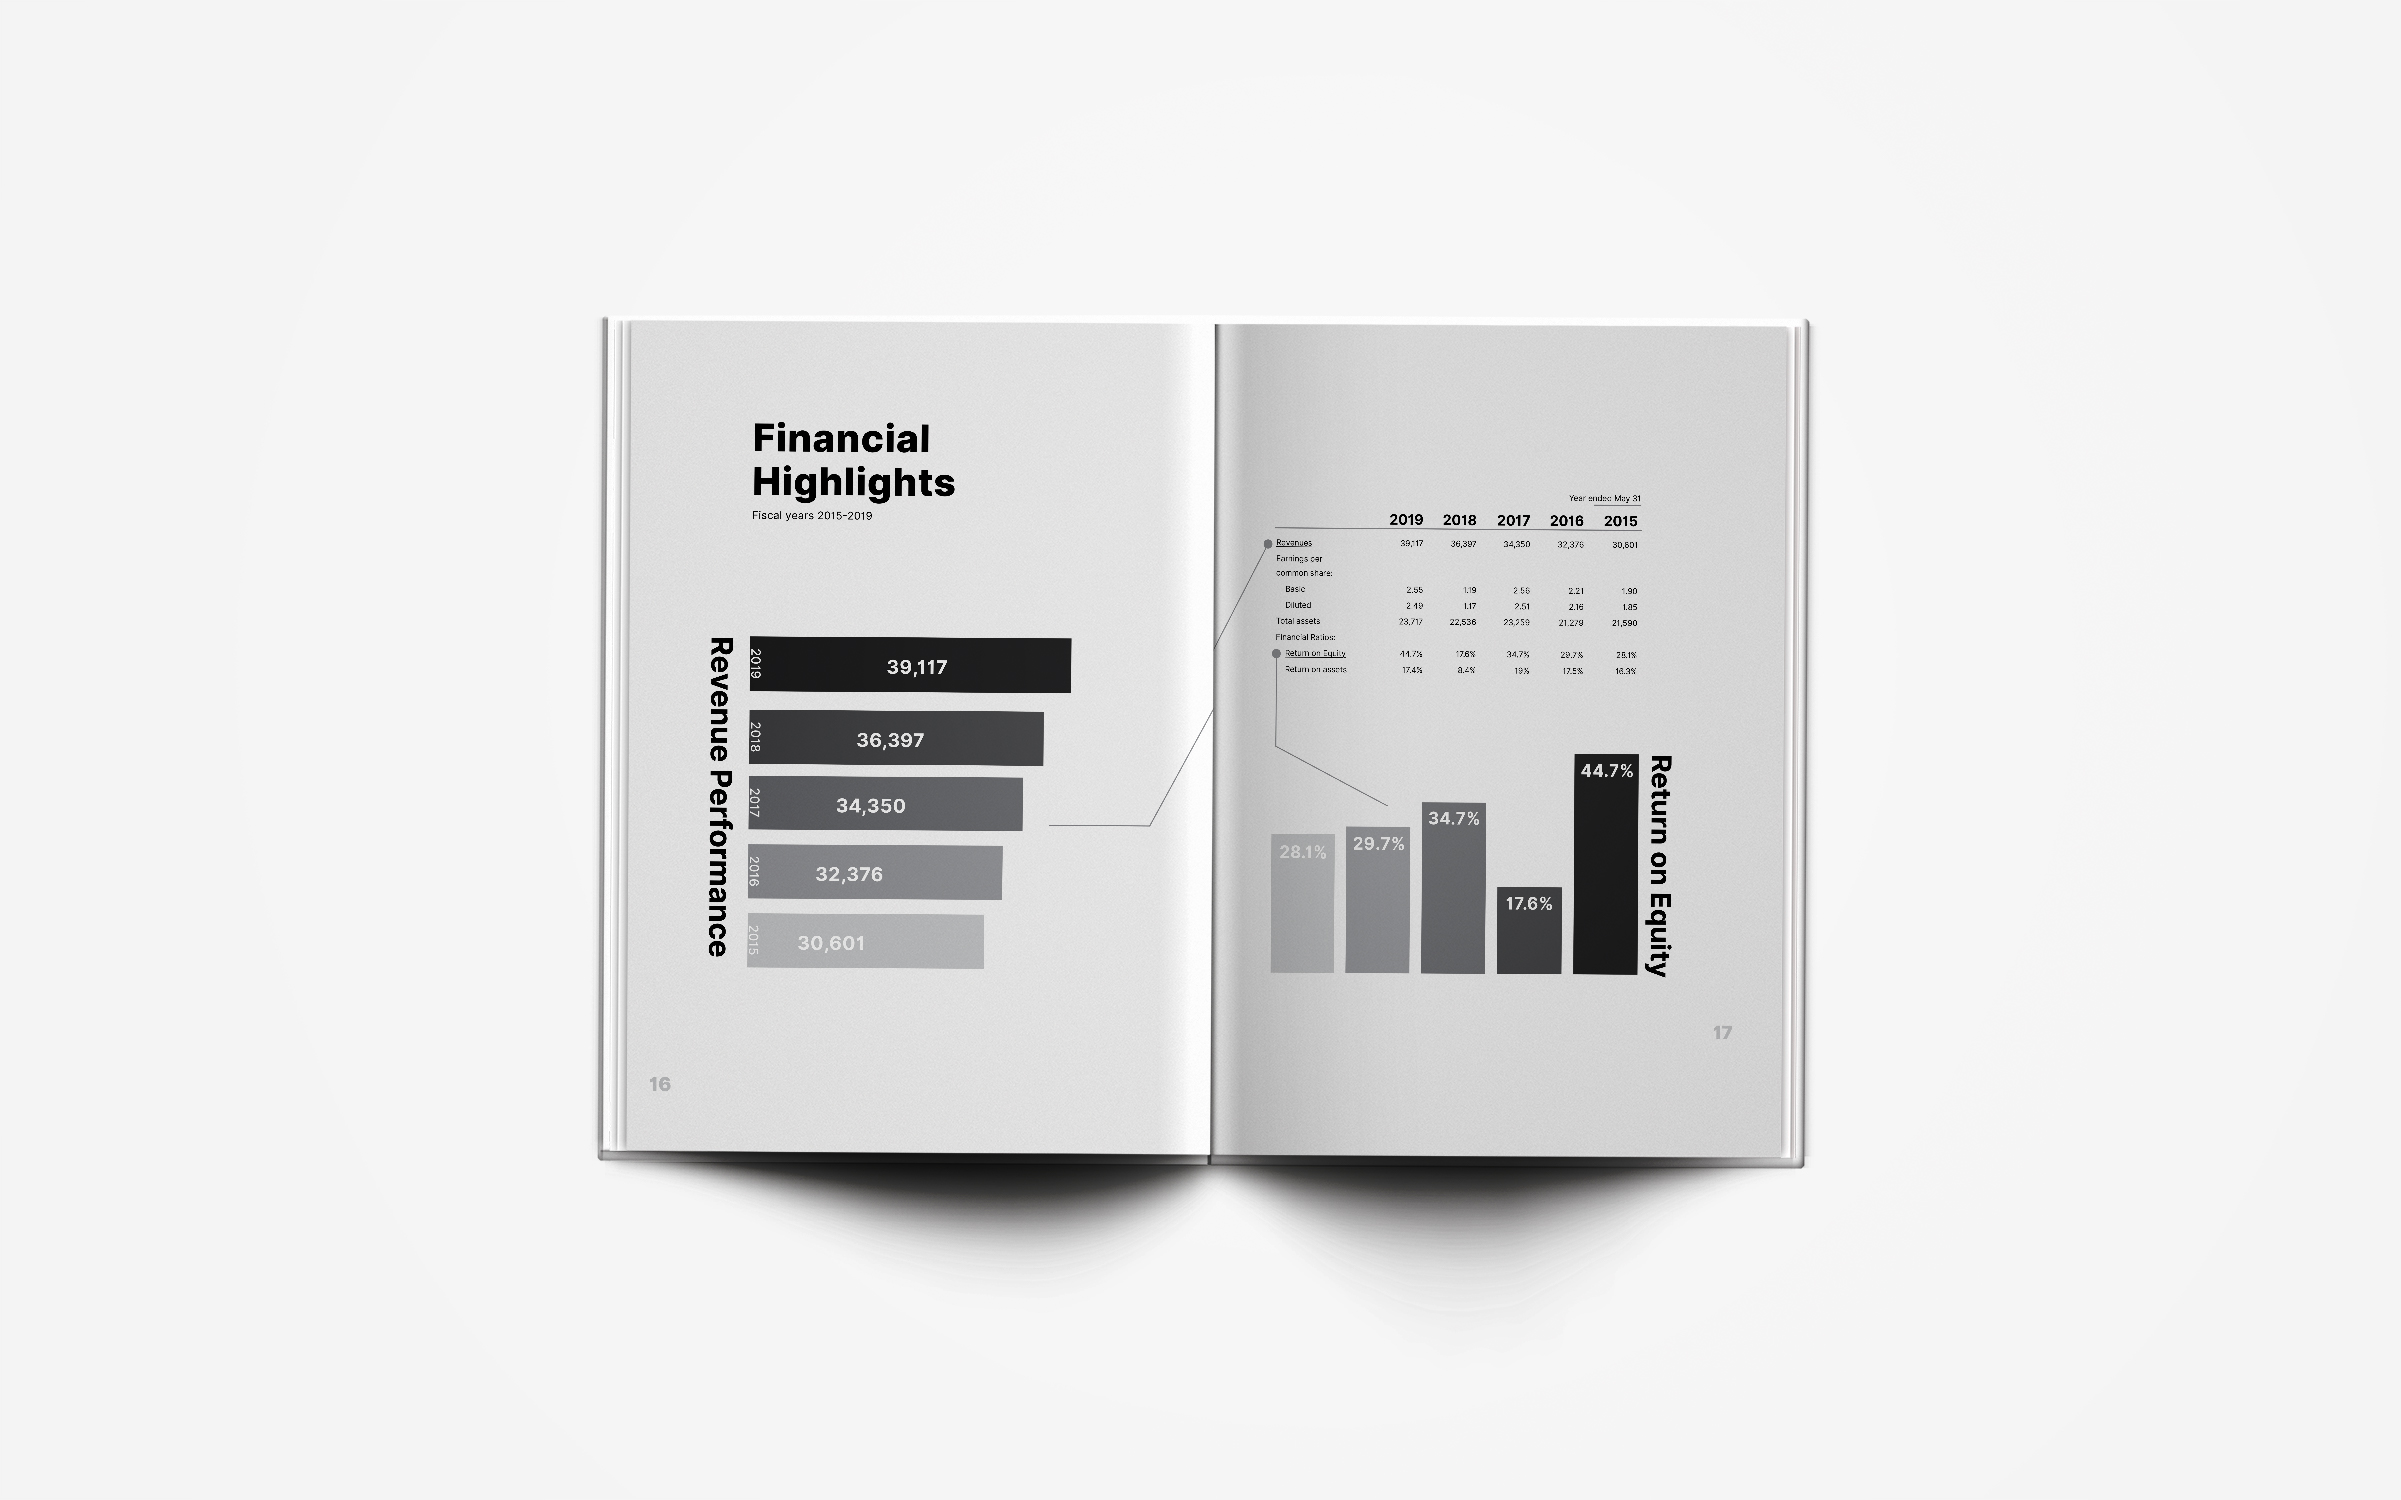 Financial
Highlights
Fiscal years 2015-2019
Revenue Performance
2019 39,117
2018 36,397
2017 34,350
2016 32,376
2015 30,601
16
Year ended May 31
2019 2018 2017 2016 2015
Revenues 39,117 36,397 34,350 32,376 30,601
Earnings per
common share:
Basic 2.55 1.19 2.56 2.21 1.90
Diluted 2.49 1.17 2.51 2.16 1.85
Total assets 23,717 22,536 23,259 21,279 21,590
Financial Ratios:
Return on Equity 44.7% 17.6% 34.7% 29.7% 28.1%
Return on assets 17.4% 8.4% 19% 17.5% 16.3%
28.1% 29.7% 34.7% 17.6% 44.7%
Return on Equity
17